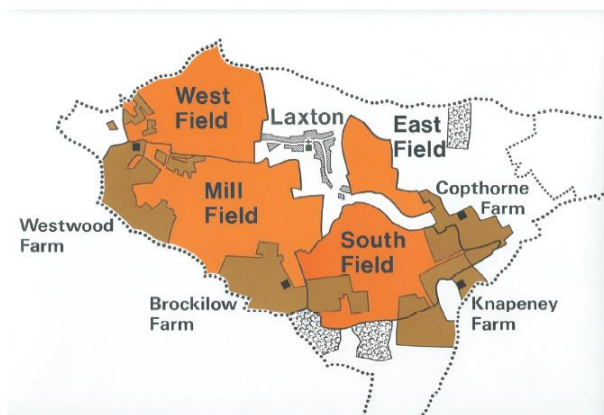 West
Field
Laxton
East
Field
Mill
Field
Copthorne
Farm
Westwood
Farm
South
Field
Brockilow
Farm
Knapeney
Farm